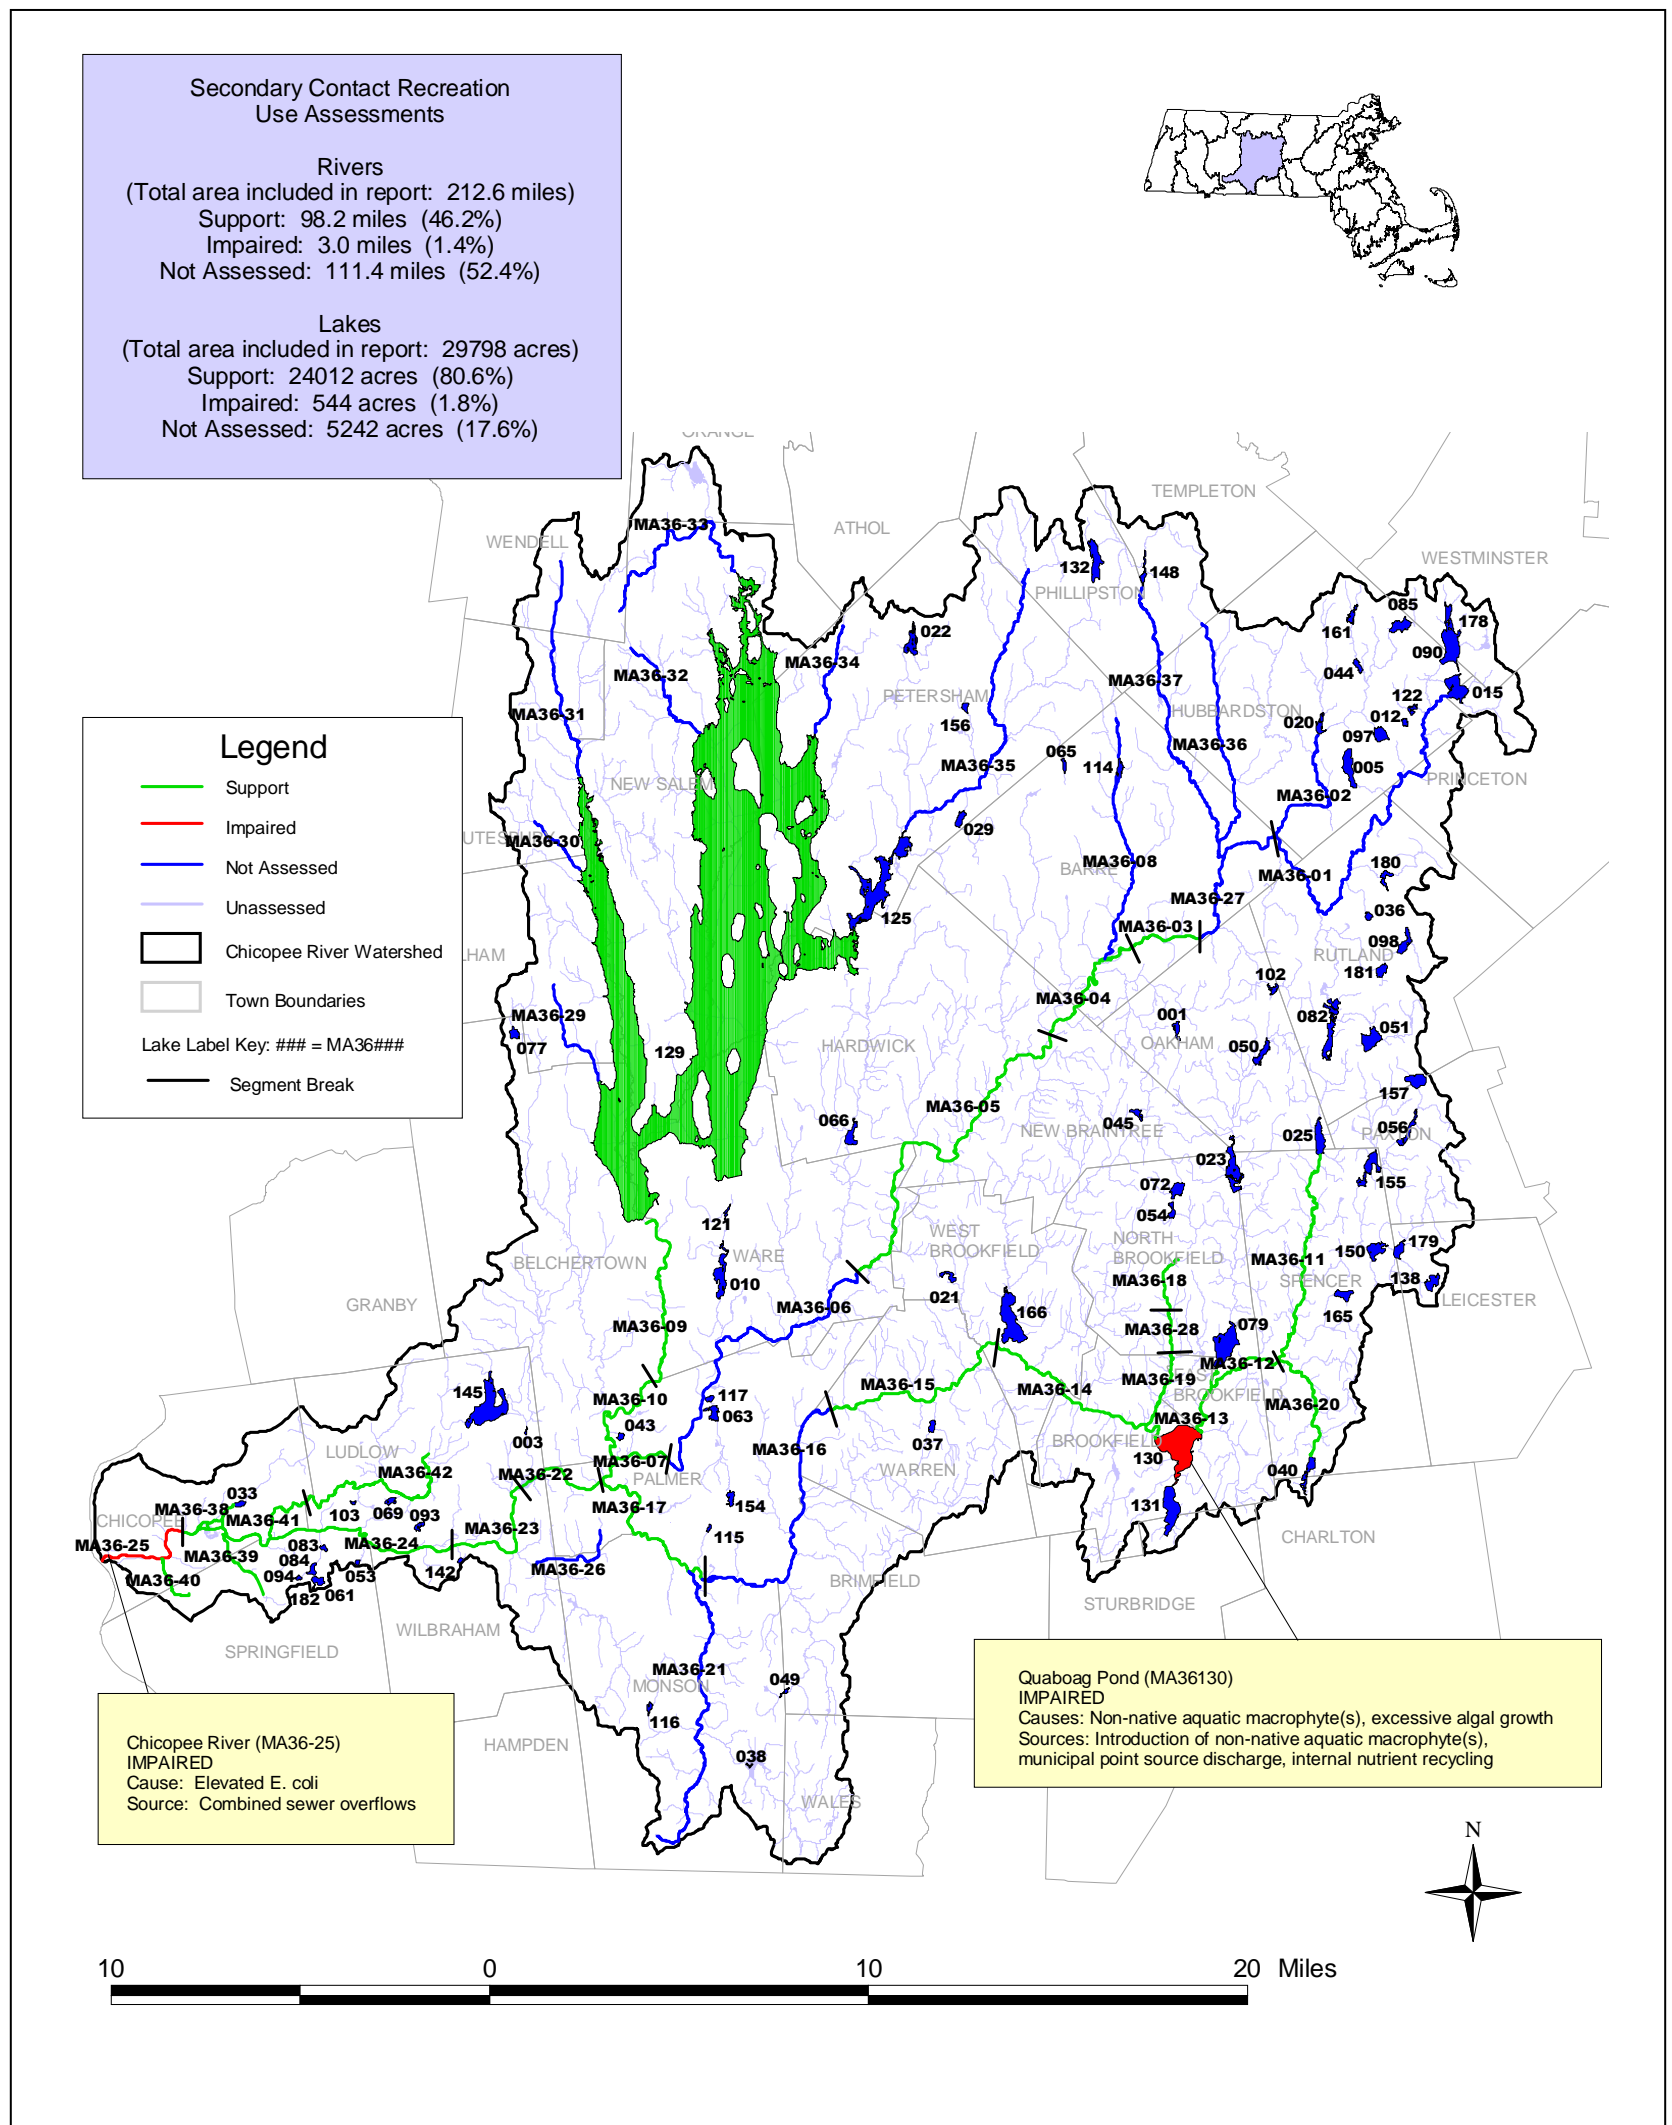 Secondary Contact Recreation
Use Assessments
Rivers
(Total area included in report: 212.6 miles)
Support: 98.2 miles (46.2%)
Impaired: 3.0 miles (1.4%)
Not Assessed: 111.4 miles (52.4%)
Lakes
(Total area included in report: 29798 acres)
Support: 24012 acres (80.6%)
Impaired: 544 acres (1.8%)
Not Assessed: 5242 acres (17.6%)
ORANGE
TEMPLETON
MA36-33
ATHOL
WENDELL
WESTMINSTER
132
148
PHILLIPSTON
085
178
161
022
090
MA36-34
044
MA36-32
MA36-37
015
PETERSHAM
122
MA36-31
156
HUBBARDSTON
020
012
097
MA36-36
065
114
MA36-35
005
PRINCETON
NEW SALEM
MA36-02
029
UTESBURY
MA36-30
MA36-08
BARRE
180
MA36-01
MA36-27
125
036
MA36-03
098
LHAM
RUTLAND
181
102
MA36-04
MA36-29
001
082
051
077
129
HARDWICK
OAKHAM
050
157
MA36-05
066
045
NEW BRAINTREE
025
056
PAXTON
023
155
072
054
121
WEST
BROOKFIELD
NORTH
BROOKFIELD
BELCHERTOWN
WARE
150
179
MA36-11
010
MA36-18
SPENCER
138
021
GRANBY
MA36-06
166
165
LEICESTER
MA36-09
MA36-28
079
MA36-12
MA36-19
EAST
BROOKFIELD
145
MA36-10
117
MA36-15
MA36-14
MA36-20
063
MA36-13
043
003
037
BROOKFIELD
LUDLOW
MA36-16
130
MA36-07
MA36-42
MA36-22
PALMER
WARREN
040
033
154
131
MA36-38
MA36-17
103
069
093
CHICOPEE
MA36-41
MA36-23
115
CHARLTON
MA36-25
083
MA36-24
MA36-39
084
MA36-40
094
053
142
MA36-26
BRIMFIELD
182
061
STURBRIDGE
WILBRAHAM
SPRINGFIELD
MA36-21
049
MONSON
116
HAMPDEN
038
WALES
Legend
Support
Impaired
Not Assessed
Unassessed
Chicopee River Watershed
Town Boundaries
Lake Label Key: ### = MA36###
Segment Break
Chicopee River (MA36-25)
IMPAIRED
Cause: Elevated E. coli
Source: Combined sewer overflows
Quaboag Pond (MA36130)
IMPAIRED
Causes: Non-native aquatic macrophyte(s), excessive algal growth
Sources: Introduction of non-native aquatic macrophyte(s),
municipal point source discharge, internal nutrient recycling
N
10 0 10 20 Miles